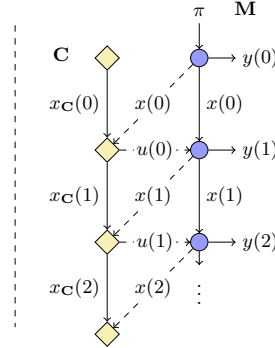 π M
C y(0)
x_C(0) x(0) x(0)
u(0) y(1)
x_C(1) x(1) x(1)
u(1) y(2)
x_C(2) x(2) ⋮